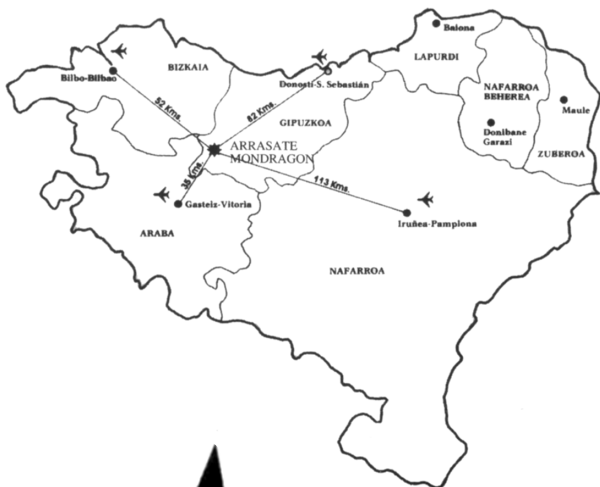 Baiona
LAPURDI
BIZKAIA
Bilbo-Bilbao
Donosti-S. Sebastián
NAFARROA
BEHEREA
Maule
52 Kms.
82 Kms.
GIPUZKOA
Donibane
Garazi
ARRASATE
MONDRAGON
ZUBEROA
35 Kms.
113 Kms.
Gasteiz-Vitoria
Iruñea-Pamplona
ARABA
NAFARROA